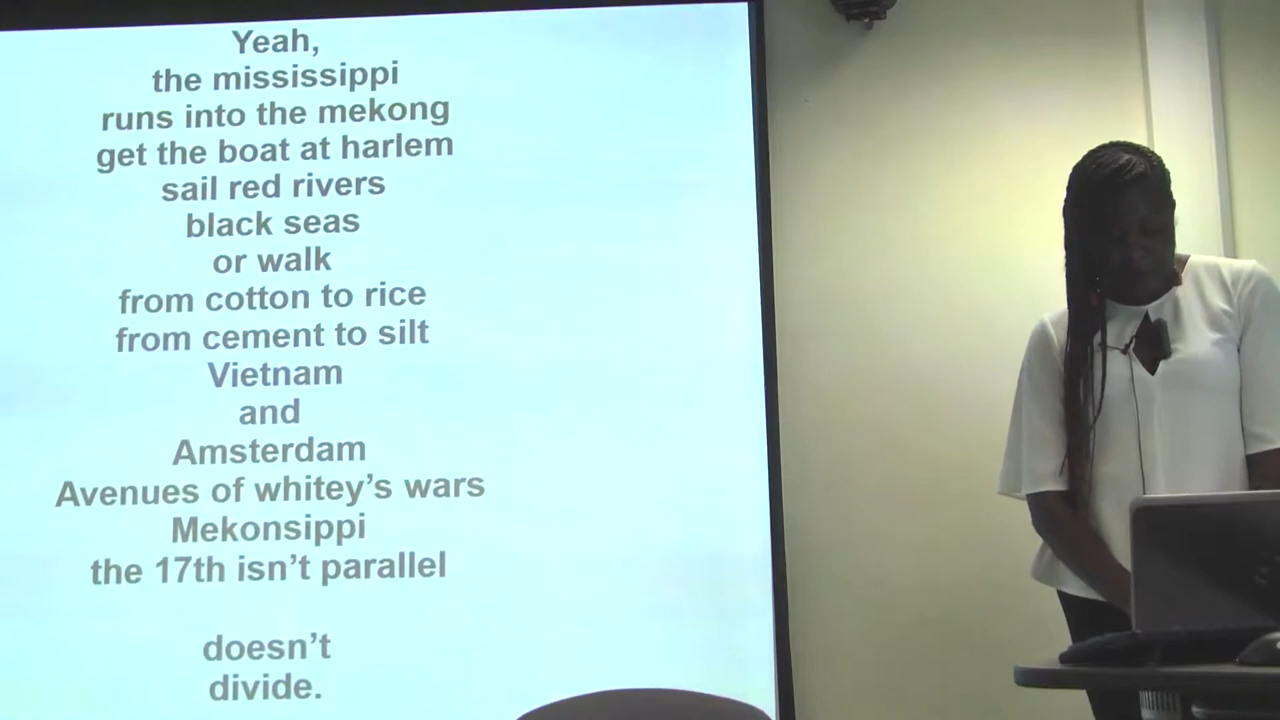 Yeah,
the mississippi
runs into the mekong
get the boat at harlem
sail red rivers
black seas
or walk
from cotton to rice
from cement to silt
Vietnam
and
Amsterdam
Avenues of whitey’s wars
Mekonsippi
the 17th isn’t parallel
doesn’t
divide.